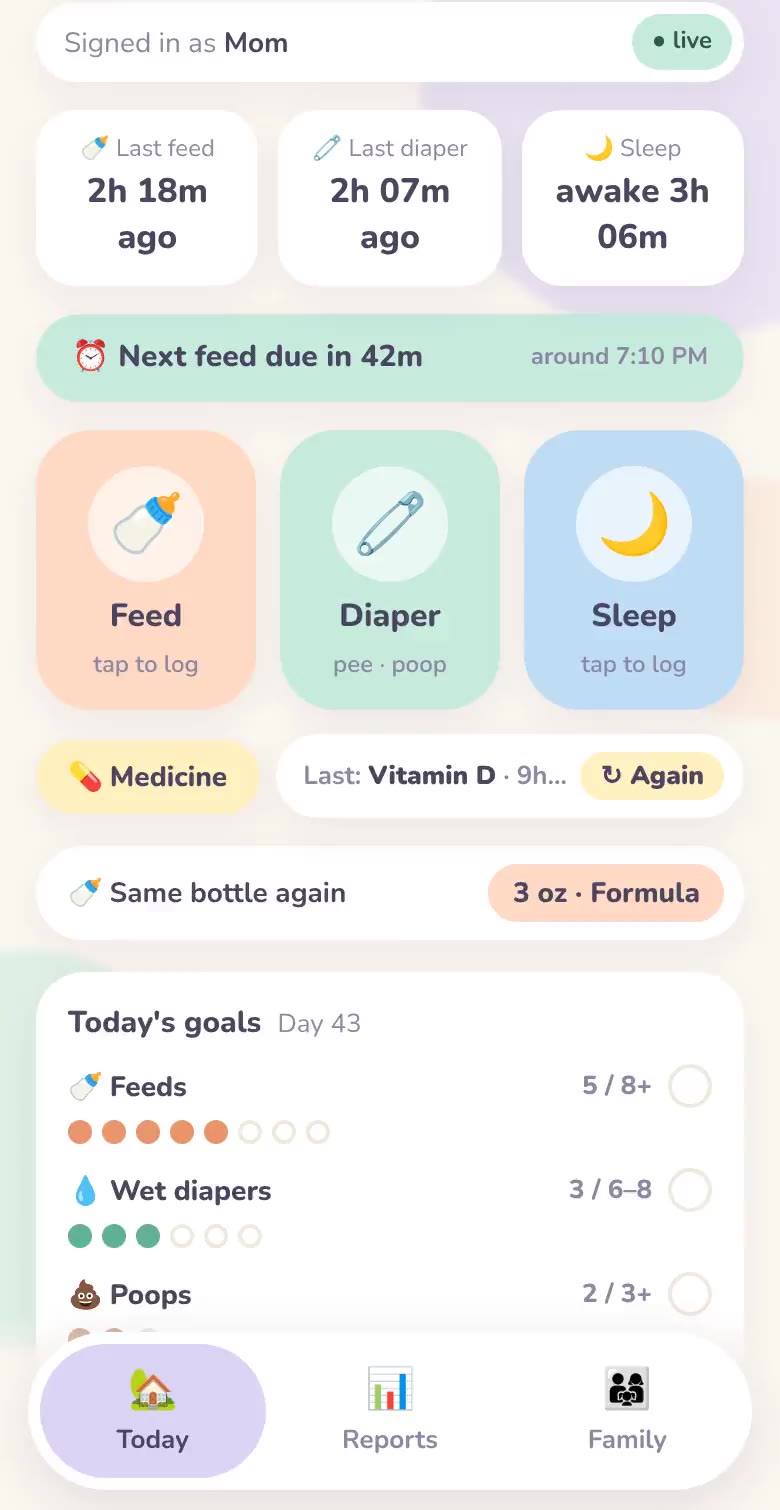 Signed in as Mom
• live
Last feed
2h 18m
ago
Last diaper
2h 07m
ago
Sleep
awake 3h
06m
Next feed due in 42m
around 7:10 PM
Feed
tap to log
Diaper
pee · poop
Sleep
tap to log
Medicine
Last: Vitamin D · 9h...
↻ Again
Same bottle again
3 oz · Formula
Today's goals Day 43
Feeds
5 / 8+
Wet diapers
3 / 6–8
Poops
2 / 3+
Today
Reports
Family